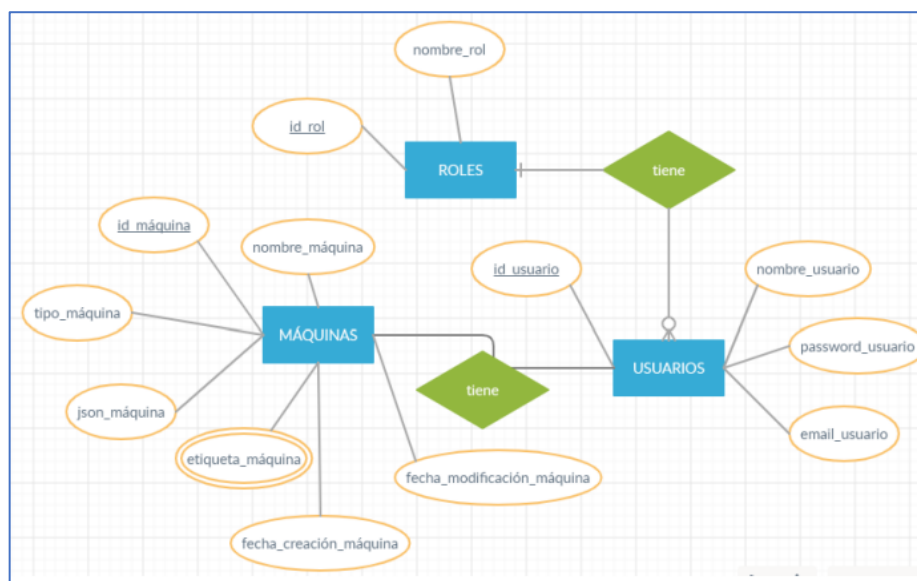 nombre_rol
id_rol
ROLES
tiene
id_máquina
nombre_máquina
id_usuario
nombre_usuario
tipo_máquina
MÁQUINAS
password_usuario
USUARIOS
tiene
json_máquina
email_usuario
etiqueta_máquina
fecha_modificación_máquina
fecha_creación_máquina